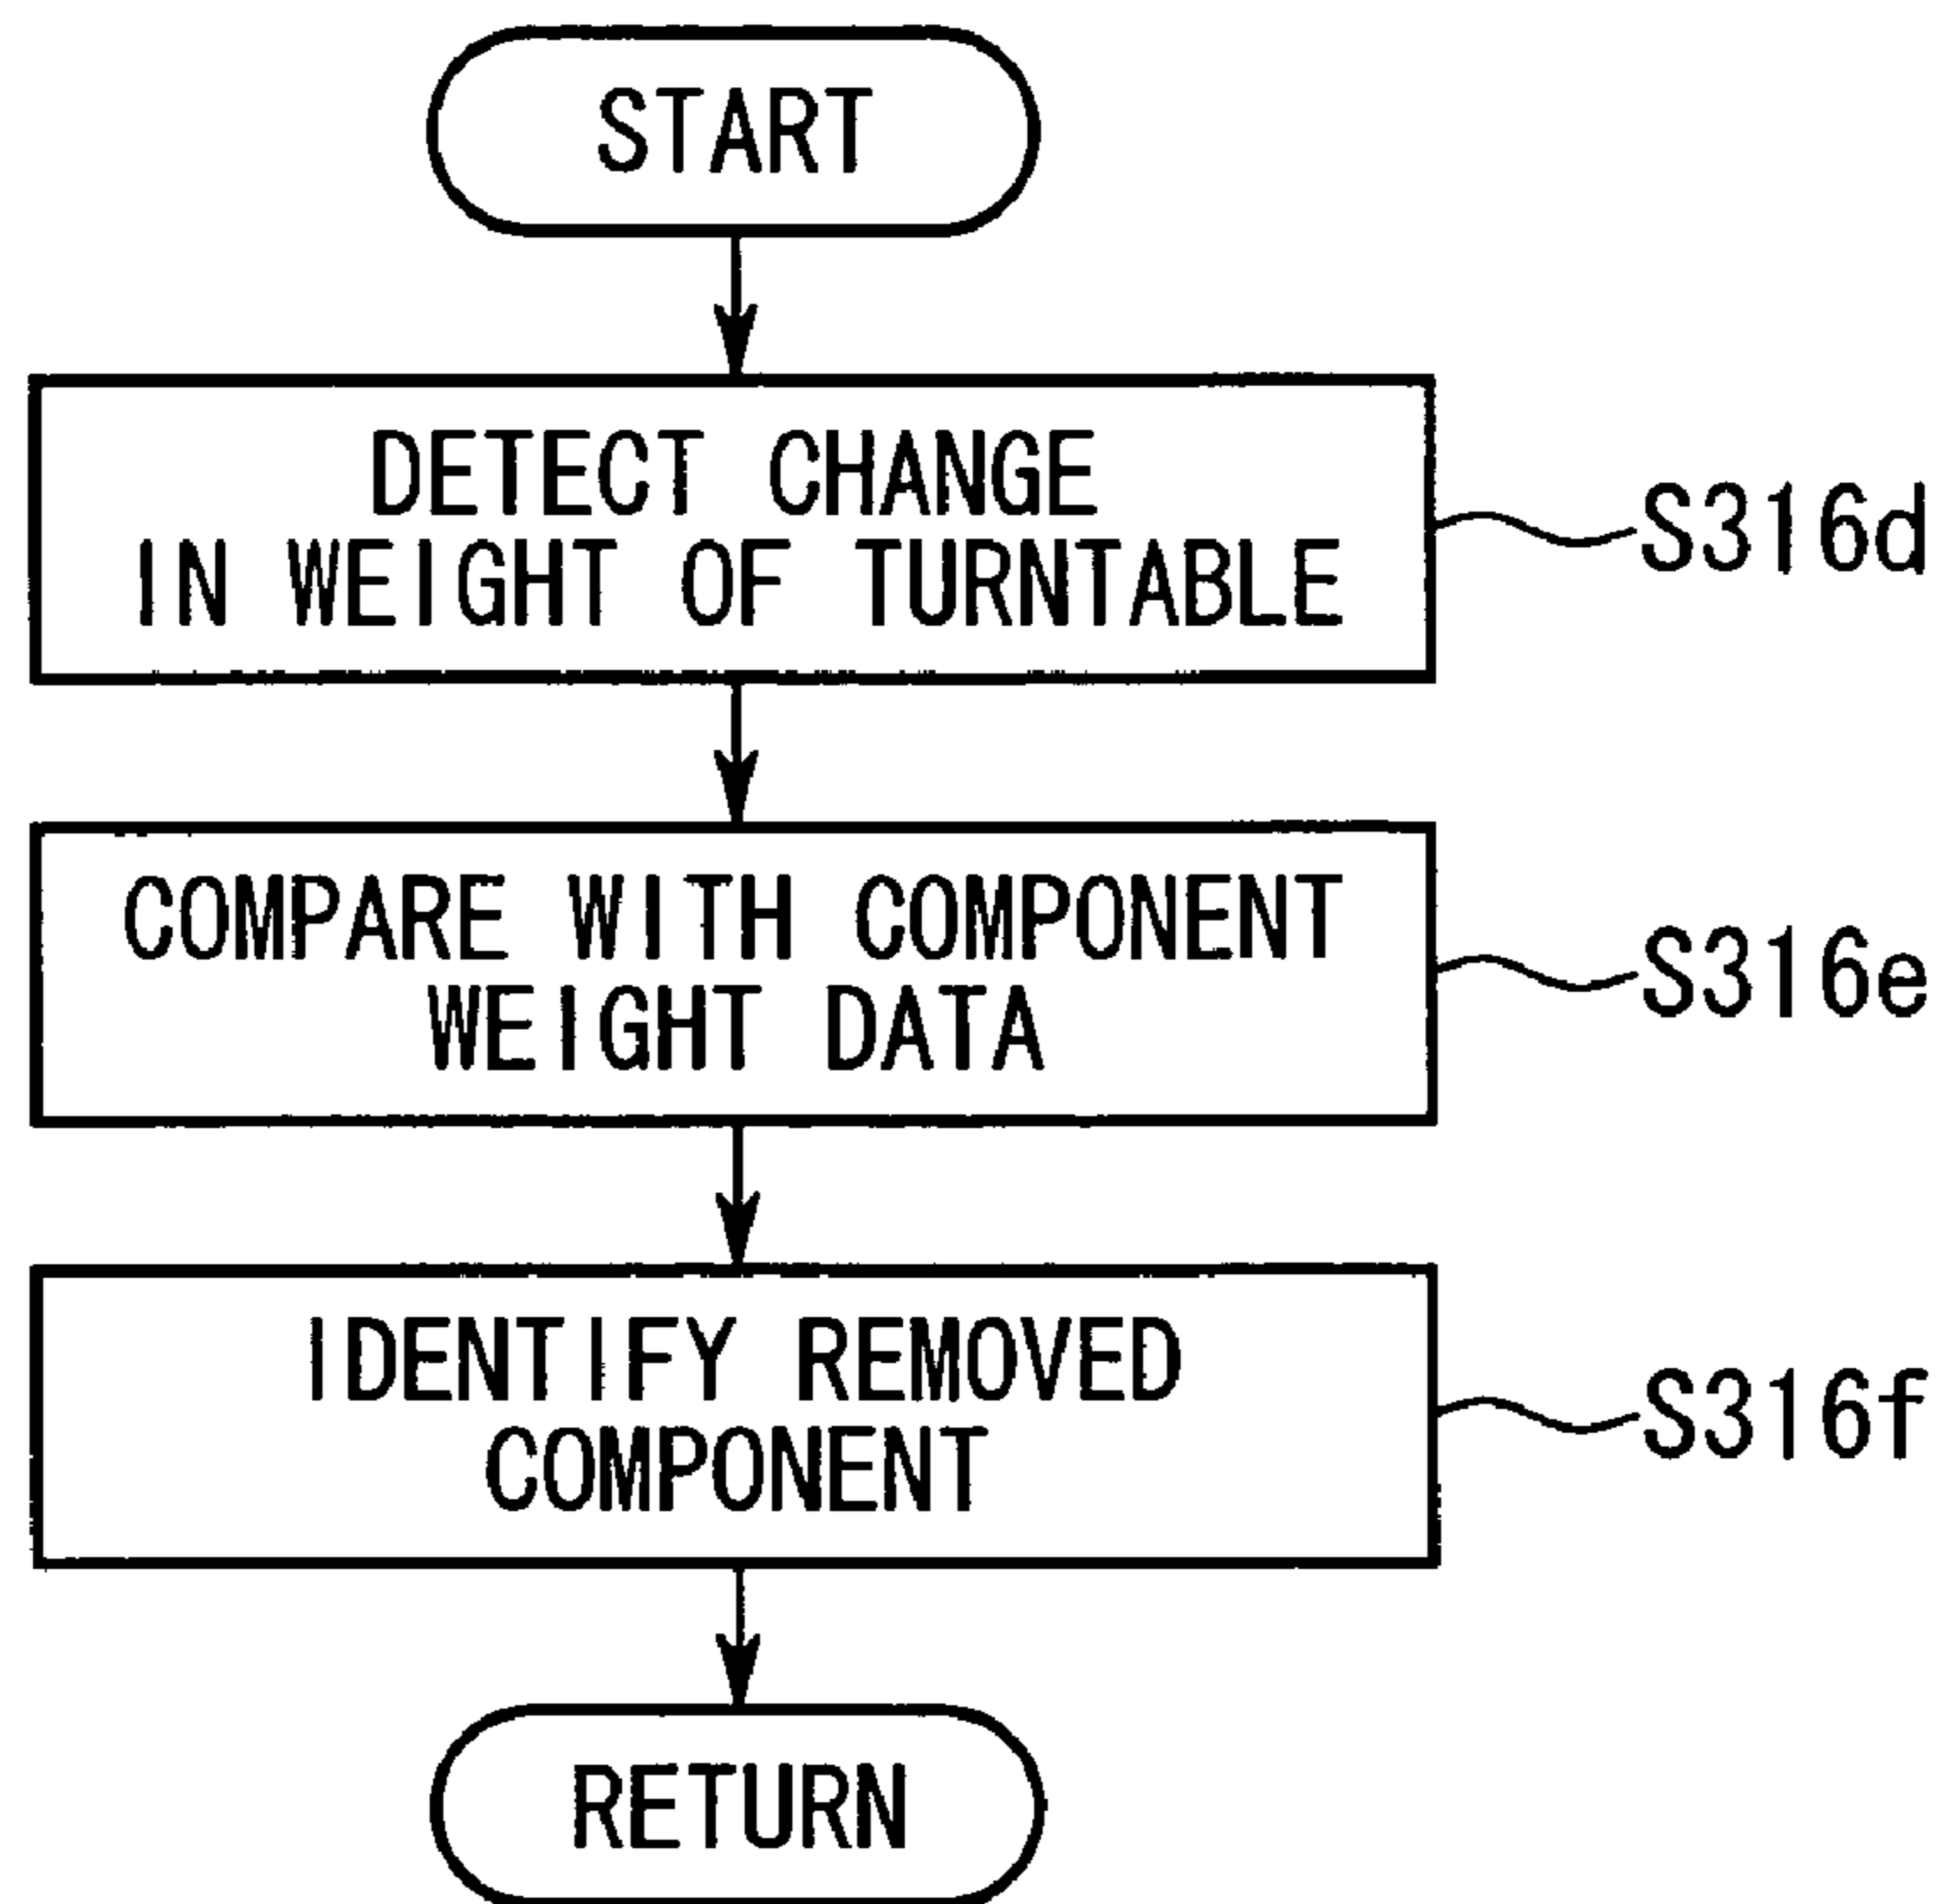 START
DETECT CHANGE
IN WEIGHT OF TURNTABLE
S316d
COMPARE WITH COMPONENT
WEIGHT DATA
S316e
IDENTIFY REMOVED
COMPONENT
S316f
RETURN